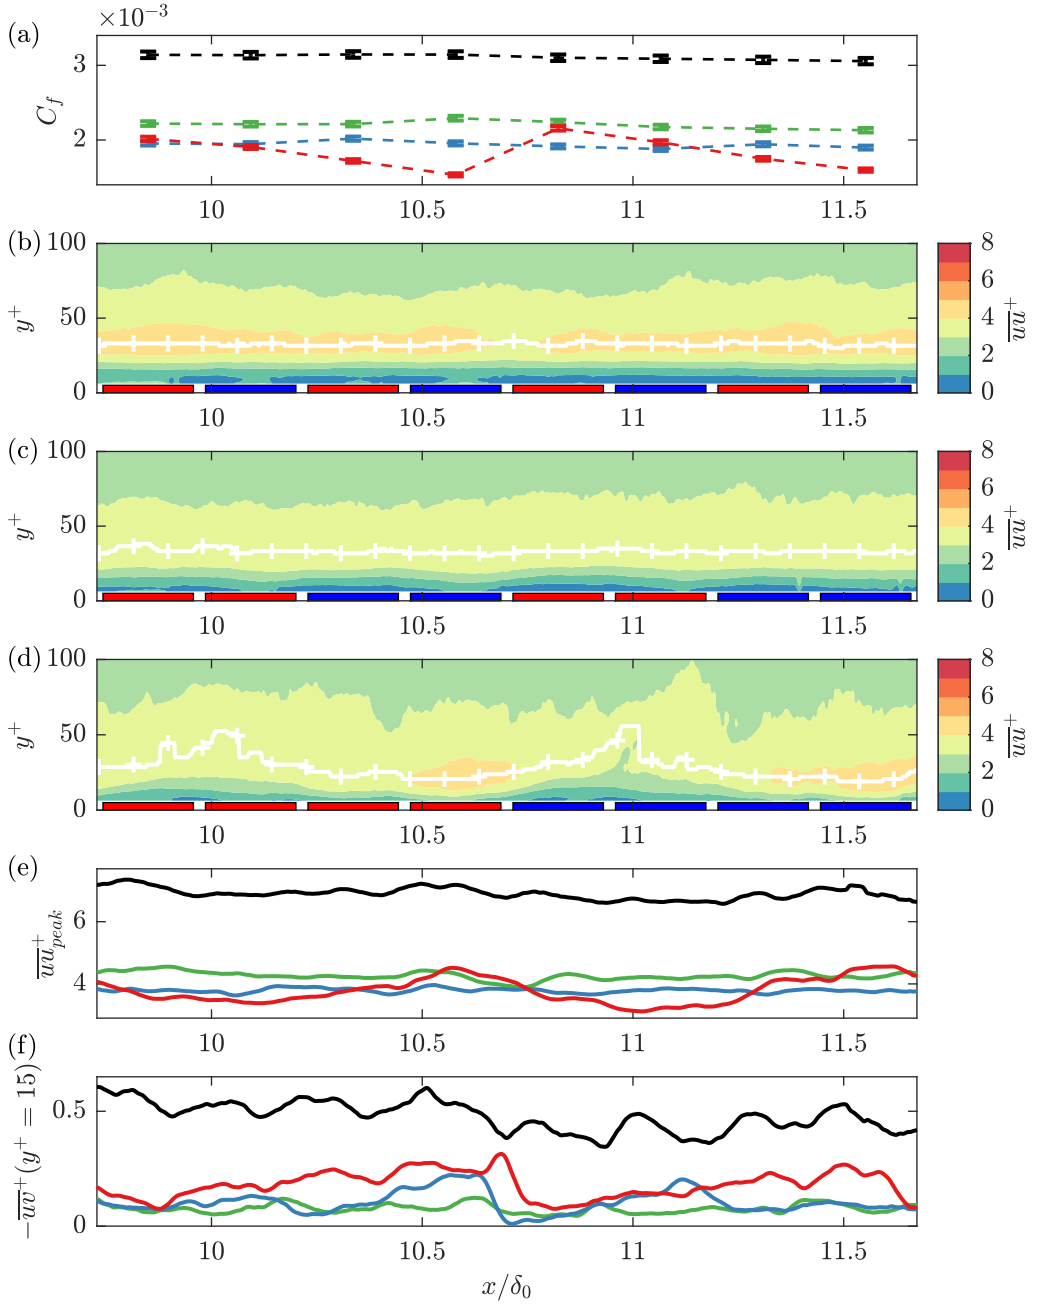 ×10⁻³
(a)
3
C_f
2
10 10.5 11 11.5
(b) 100 8
6
y⁺ 50 4 \overline{uu}⁺
2
0 0
10 10.5 11 11.5
(c) 100 8
6
y⁺ 50 4 \overline{uu}⁺
2
0 0
10 10.5 11 11.5
(d) 100 8
6
y⁺ 50 4 \overline{uu}⁺
2
0 0
10 10.5 11 11.5
(e)
6
\overline{uu}⁺_{peak}
4
10 10.5 11 11.5
(f)
0.5
−\overline{uv}⁺(y⁺ = 15)
0
10 10.5 11 11.5
x/δ₀